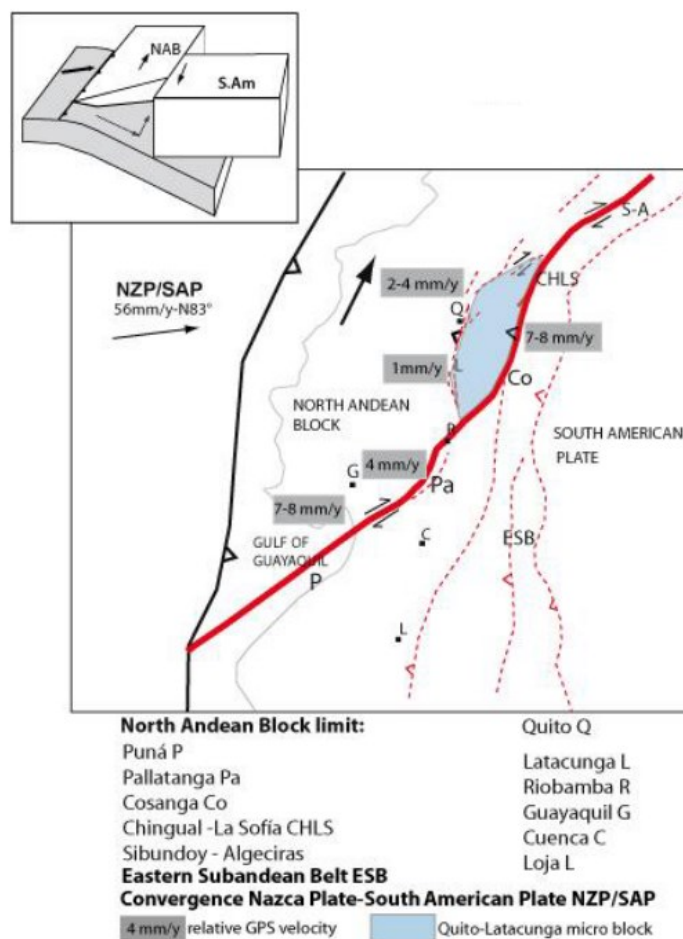 NAB
S.Am
S-A
CHLS
2-4 mm/y
NZP/SAP
56mm/y-N83°
Q
7-8 mm/y
1mm/y
L
Co
NORTH ANDEAN
BLOCK
SOUTH AMERICAN
PLATE
R
4 mm/y
G
Pa
7-8 mm/y
GULF OF
GUAYAQUIL
C
ESB
P
L
North Andean Block limit:
Puná P
Pallatanga Pa
Cosanga Co
Chingual -La Sofía CHLS
Sibundoy - Algeciras
Eastern Subandean Belt ESB
Convergence Nazca Plate-South American Plate NZP/SAP
4 mm/y relative GPS velocity
Quito Q
Latacunga L
Riobamba R
Guayaquil G
Cuenca C
Loja L
Quito-Latacunga micro block